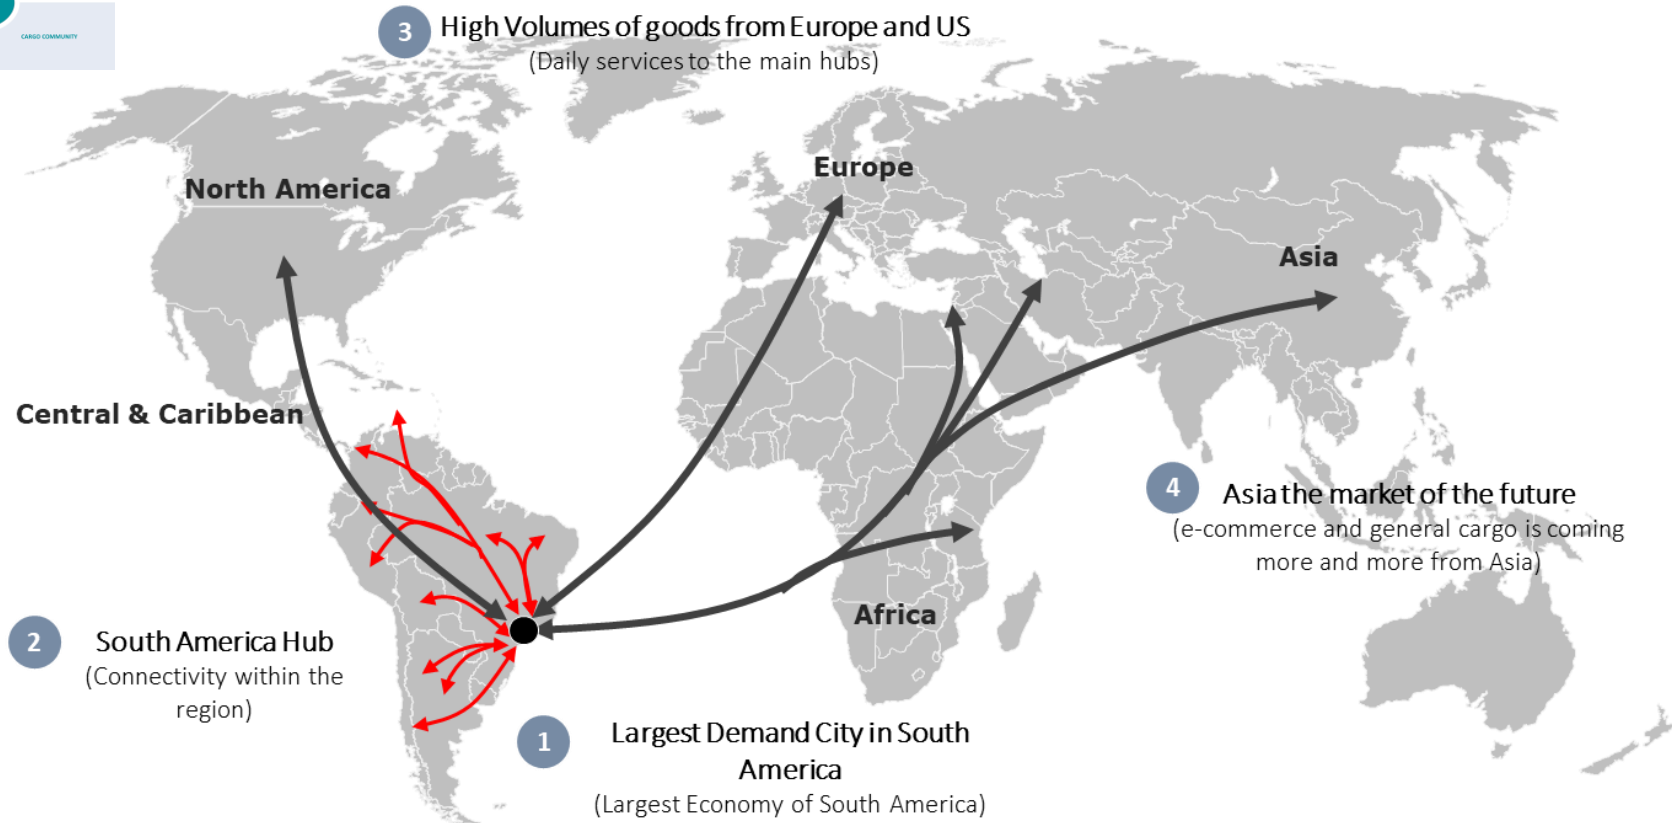 CARGO COMMUNITY
3
High Volumes of goods from Europe and US
(Daily services to the main hubs)
Europe
North America
Asia
Central & Caribbean
4
Asia the market of the future
(e-commerce and general cargo is coming
more and more from Asia)
Africa
2
South America Hub
(Connectivity within the
region)
1
Largest Demand City in South
America
(Largest Economy of South America)